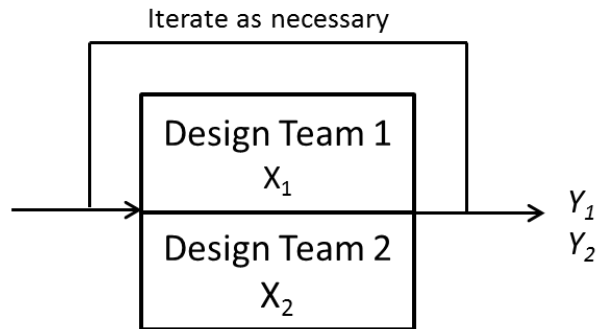 Iterate as necessary
Design Team 1
X₁
Y₁
Design Team 2
Y₂
X₂